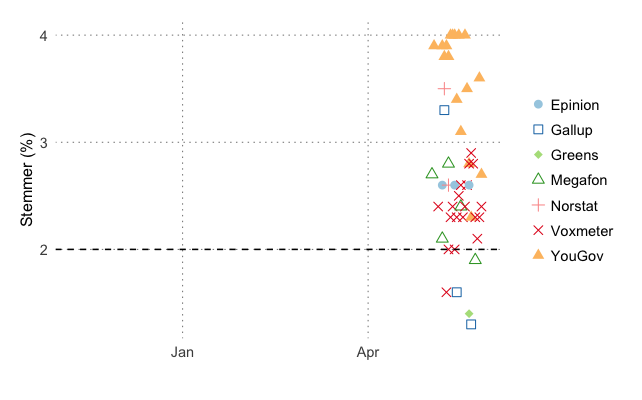 4
3
2
Stemmer (%)
Jan
Apr
Epinion
Gallup
Greens
Megafon
Norstat
Voxmeter
YouGov